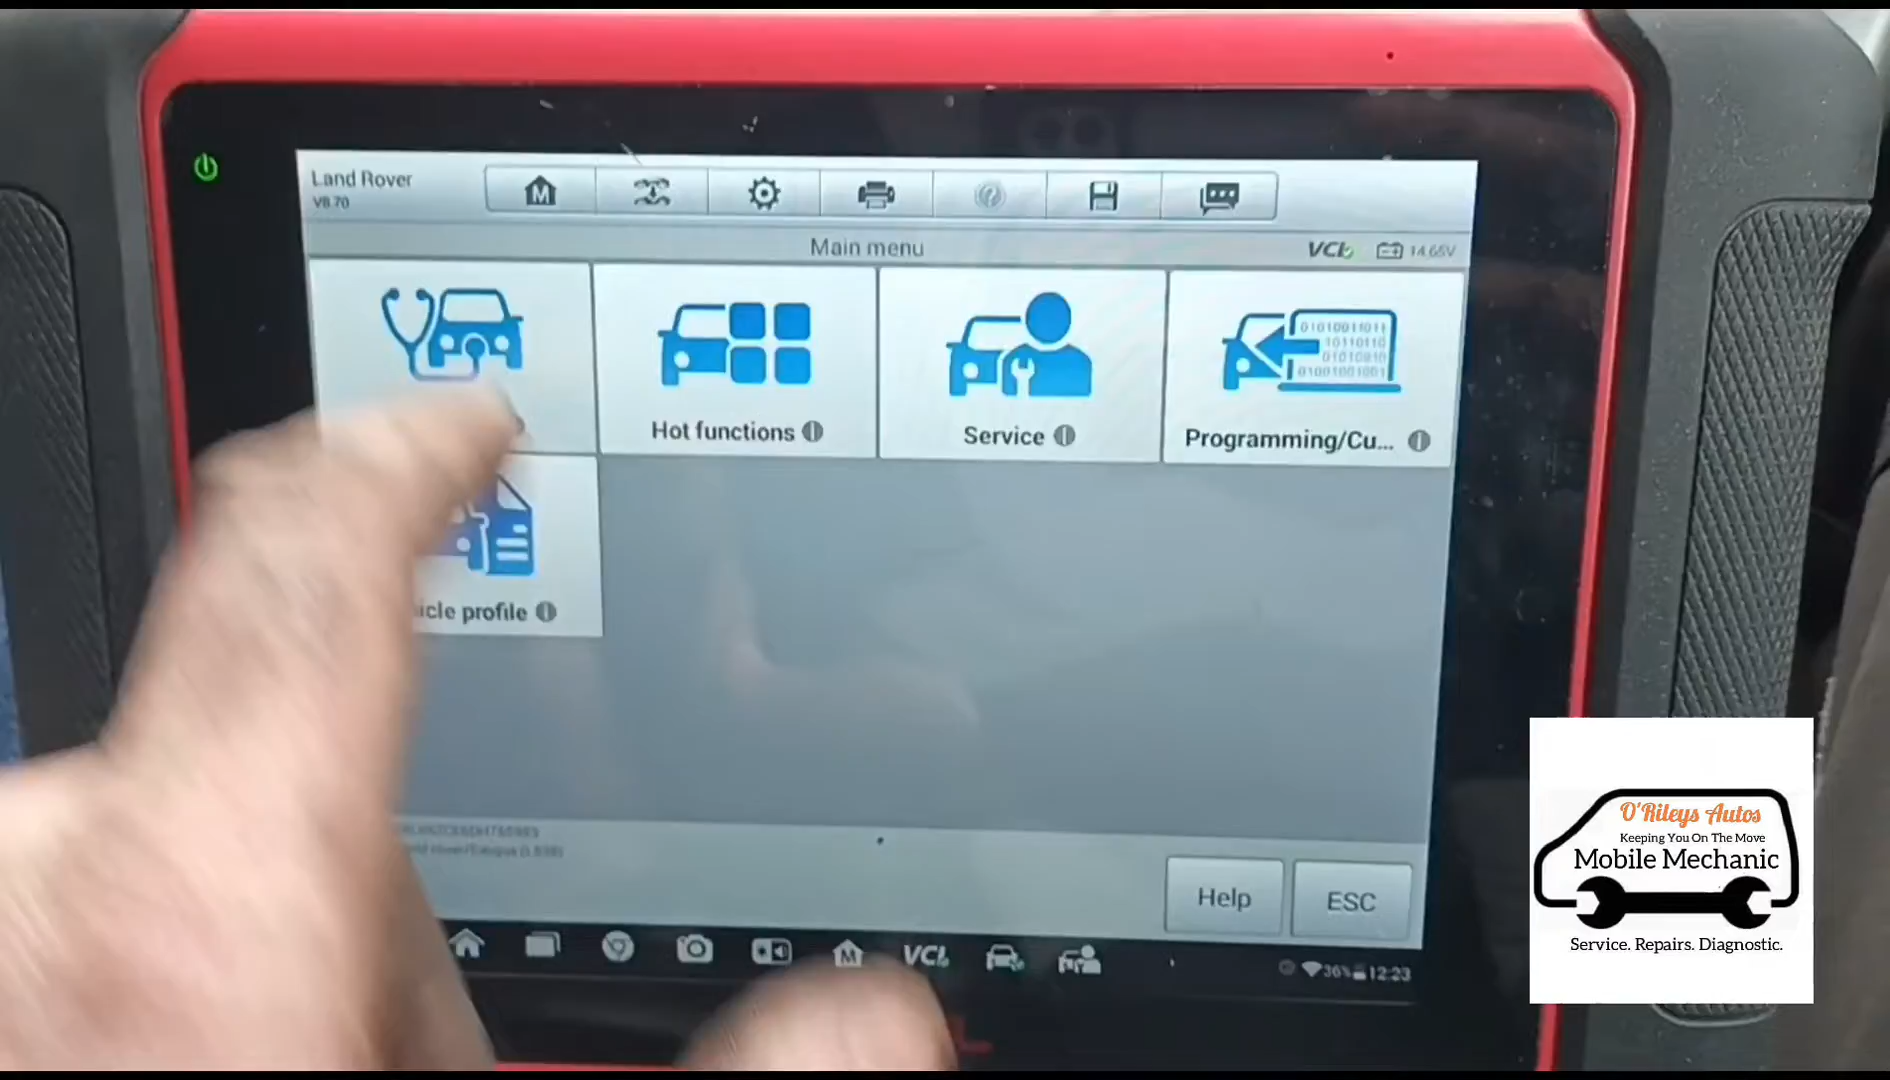 Land Rover
V8.70
M
Main menu
VCI
14.65V
Hot functions
Service
Programming/Cu...
profile
Help
ESC
M
VCI
36%
12:23
O'Rileys Autos
Keeping You On The Move
Mobile Mechanic
Service. Repairs. Diagnostic.